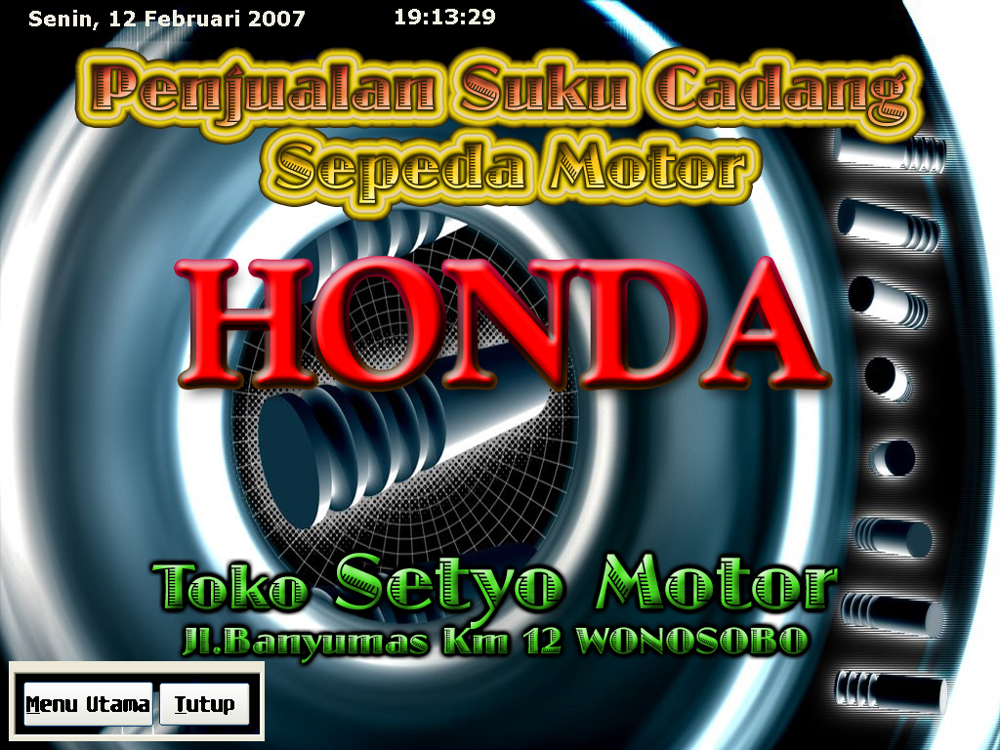 Senin, 12 Februari 2007 19:13:29
Penjualan Suku Cadang
Sepeda Motor
HONDA
Toko Setyo Motor
Jl.Banyumas Km 12 WONOSOBO
Menu Utama Tutup